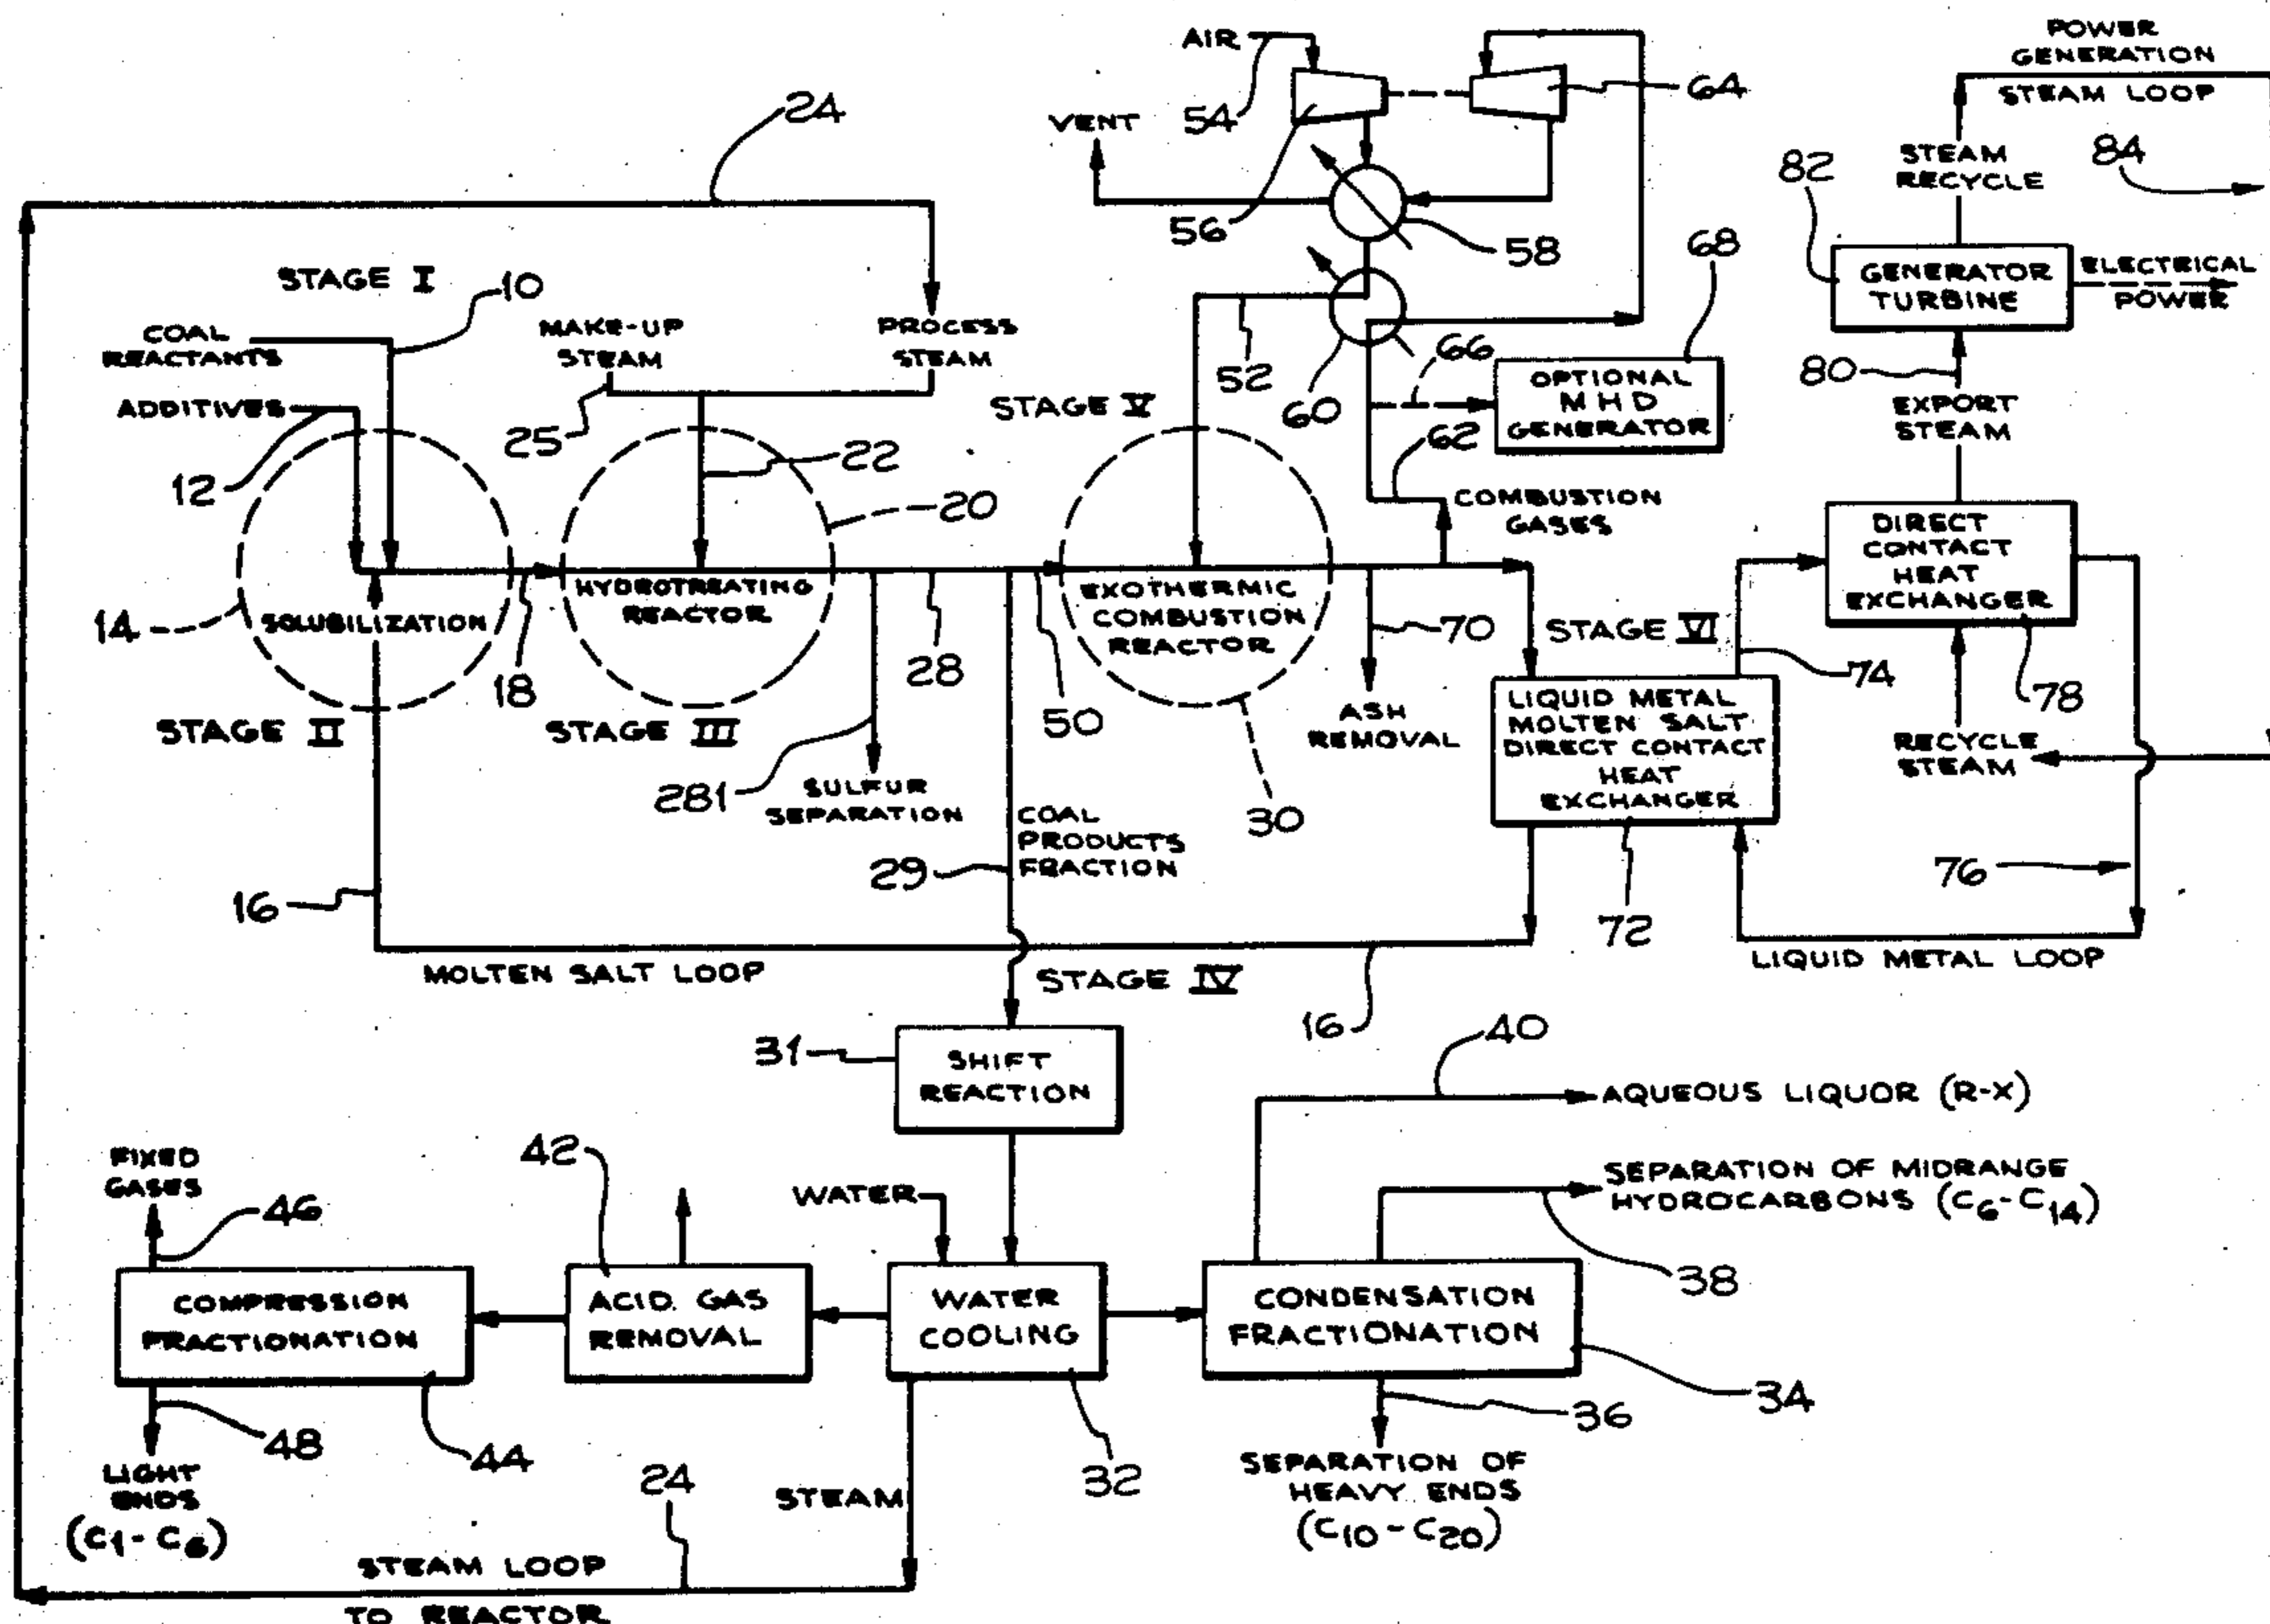 POWER
GENERATION
STEAM LOOP
AIR
54
64
VENT
56
58
24
STEAM
RECYCLE
82
84
STAGE I
10
COAL
REACTANTS
MAKE-UP
STEAM
PROCESS
STEAM
68
GENERATOR
TURBINE
ELECTRICAL
POWER
ADDITIVES
12
25
22
20
STAGE V
52
60
66
OPTIONAL
MHD
GENERATOR
62
COMBUSTION
GASES
80
EXPORT
STEAM
DIRECT
CONTACT
HEAT
EXCHANGER
78
14
SOLUBILIZATION
18
HYDROTREATING
REACTOR
28
50
EXOTHERMIC
COMBUSTION
REACTOR
70
STAGE VI
74
STAGE II
STAGE III
281
SULFUR
SEPARATION
ASH
REMOVAL
30
LIQUID METAL
MOLTEN SALT
DIRECT CONTACT
HEAT
EXCHANGER
72
RECYCLE
STEAM
76
COAL
PRODUCTS
FRACTION
29
16
MOLTEN SALT LOOP
STAGE IV
16
LIQUID METAL LOOP
31
SHIFT
REACTION
40
AQUEOUS LIQUOR (R-X)
FIXED
GASES
46
42
WATER
SEPARATION OF MIDRANGE
HYDROCARBONS (C6-C14)
38
COMPRESSION
FRACTIONATION
ACID GAS
REMOVAL
WATER
COOLING
CONDENSATION
FRACTIONATION
34
48
44
LIGHT
ENDS
(C1-C6)
24
STEAM
32
36
SEPARATION OF
HEAVY ENDS
(C10-C20)
STEAM LOOP
TO REACTOR